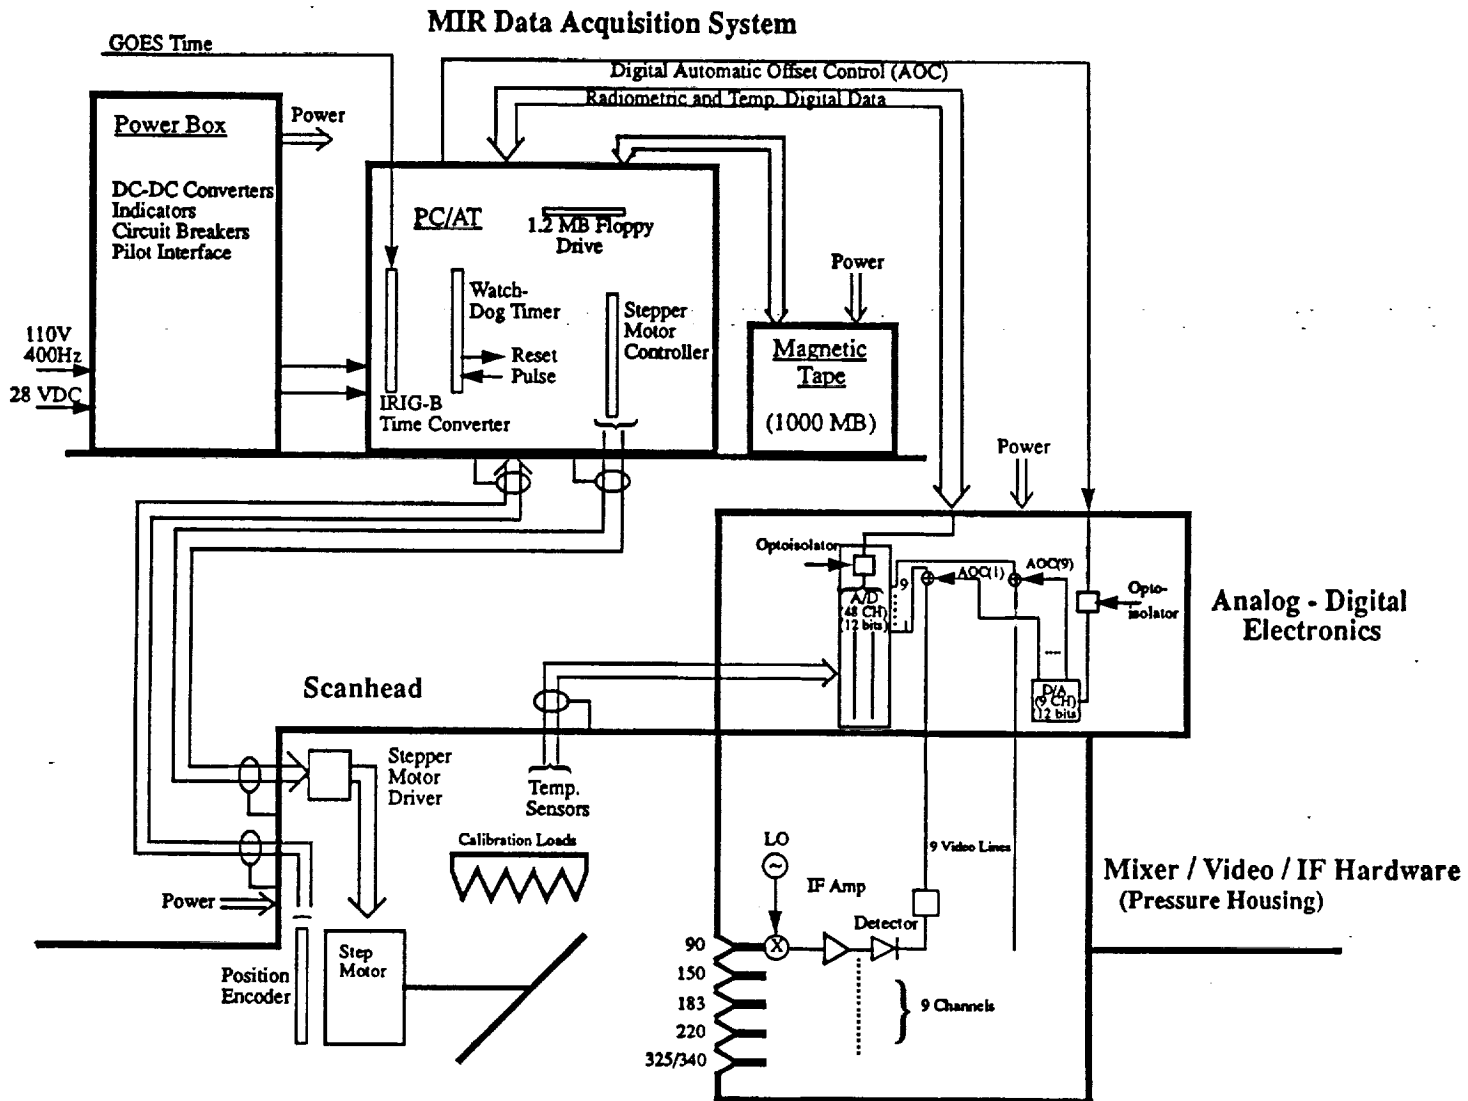 MIR Data Acquisition System
GOES Time
Digital Automatic Offset Control (AOC)
Radiometric and Temp. Digital Data
Power Box
Power
DC-DC Converters
Indicators
Circuit Breakers
Pilot Interface
110V
400Hz
28 VDC
PC/AT
1.2 MB Floppy
Drive
Watch-
Dog Timer
Reset
Pulse
IRIG-B
Time Converter
Stepper
Motor
Controller
Power
Magnetic
Tape
(1000 MB)
Power
Optoisolator
A/D
(48 CH)
(12 bits)
9
1
AOC(1)
AOC(9)
Opto-
isolator
D/A
(9 CH)
12 bits
Analog - Digital
Electronics
Scanhead
Stepper
Motor
Driver
Temp.
Sensors
Calibration Loads
Power
Position
Encoder
Step
Motor
LO
~
IF Amp
Detector
9 Video Lines
X
90
150
183
220
325/340
9 Channels
Mixer / Video / IF Hardware
(Pressure Housing)